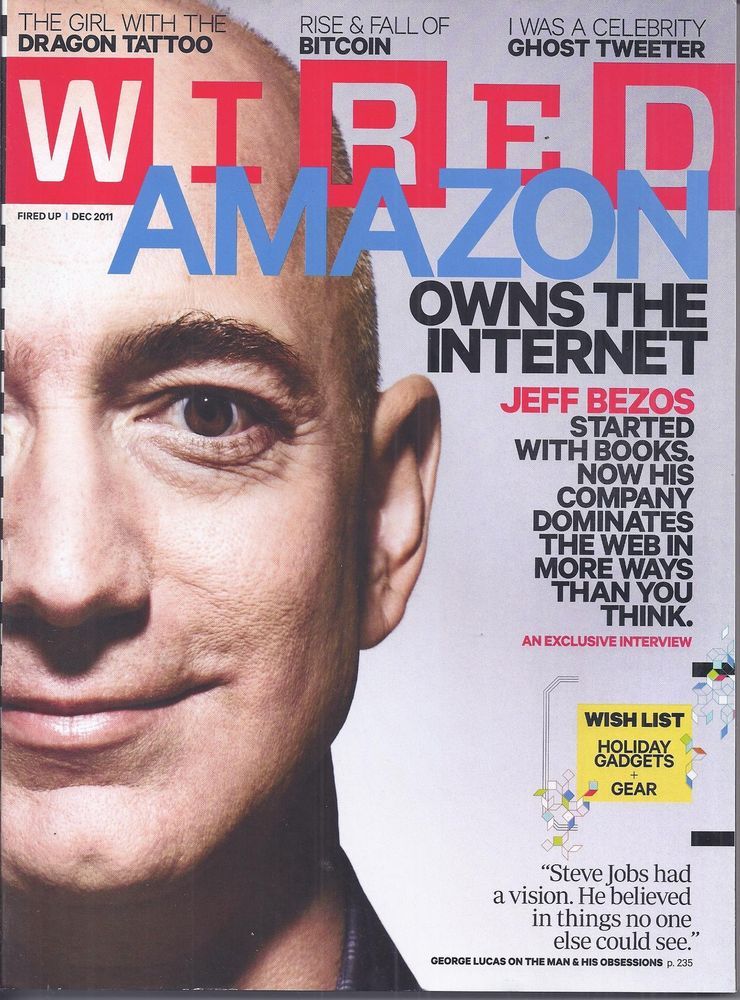 THE GIRL WITH THE
DRAGON TATTOO
RISE & FALL OF
BITCOIN
I WAS A CELEBRITY
GHOST TWEETER
WIRED
FIRED UP | DEC 2011
AMAZON
OWNS THE
INTERNET
JEFF BEZOS
STARTED
WITH BOOKS.
NOW HIS
COMPANY
DOMINATES
THE WEB IN
MORE WAYS
THAN YOU
THINK.
AN EXCLUSIVE INTERVIEW
WISH LIST
HOLIDAY
GADGETS
+
GEAR
“Steve Jobs had
a vision. He believed
in things no one
else could see.”
GEORGE LUCAS ON THE MAN & HIS OBSESSIONS p. 235